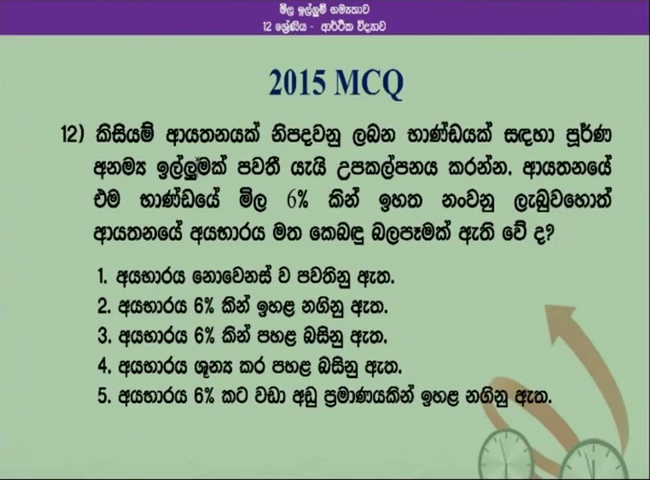 මිල ඉල්ලුම් නම්‍යතාව
12 ශ්‍රේණිය - ආර්ථික විද්‍යාව
2015 MCQ
12) කිසියම් ආයතනයක් නිපදවනු ලබන භාණ්ඩයක් සඳහා පූර්ණ
අනම්‍ය ඉල්ලුමක් පවතී යැයි උපකල්පනය කරන්න. ආයතනයේ
එම භාණ්ඩයේ මිල 6% කින් ඉහත නංවනු ලැබුවහොත්
ආයතනයේ අයභාරය මත කෙබඳු බලපෑමක් ඇති වේ ද?
1. අයභාරය නොවෙනස් ව පවතිනු ඇත.
2. අයභාරය 6% කින් ඉහළ නගිනු ඇත.
3. අයභාරය 6% කින් පහළ බසිනු ඇත.
4. අයභාරය ශූන්‍ය කර පහළ බසිනු ඇත.
5. අයභාරය 6% කට වඩා අඩු ප්‍රමාණයකින් ඉහළ නගිනු ඇත.